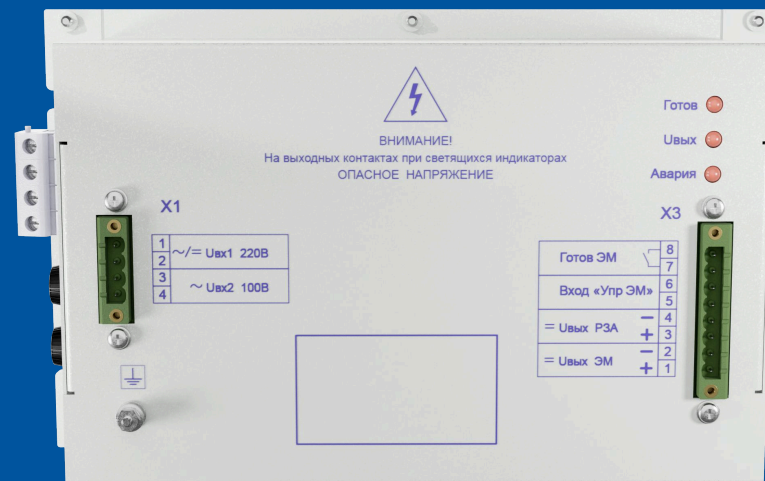 ВНИМАНИЕ!
На выходных контактах при светящихся индикаторах
ОПАСНОЕ НАПРЯЖЕНИЕ
Готов
Uвых
Авария
X1
1
2
~/= Uвх1 220В
3
4
~ Uвх2 100В
X3
Готов ЭМ
8
7
Вход «Упр ЭМ»
6
5
= Uвых РЗА
− 4
+ 3
= Uвых ЭМ
− 2
+ 1